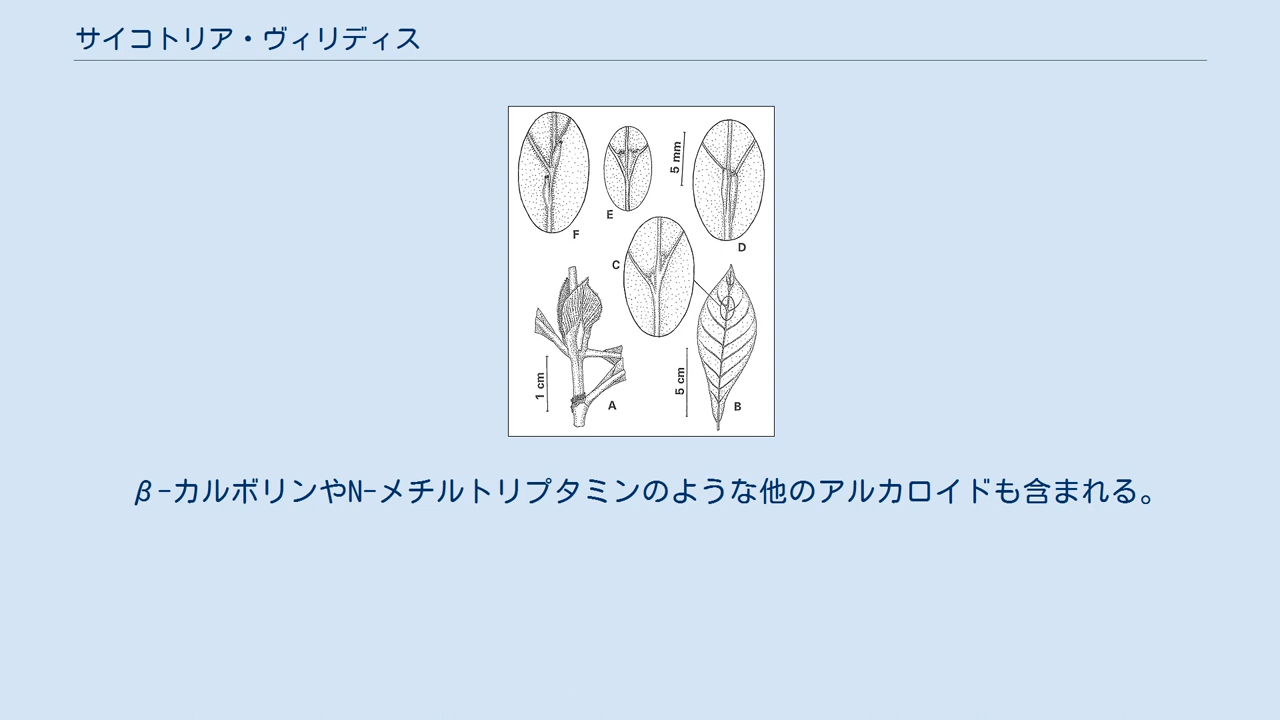 サイコトリア・ヴィリディス
F
E
5 mm
D
C
1 cm
A
5 cm
B
β-カルボリンやN-メチルトリプタミンのような他のアルカロイドも含まれる。